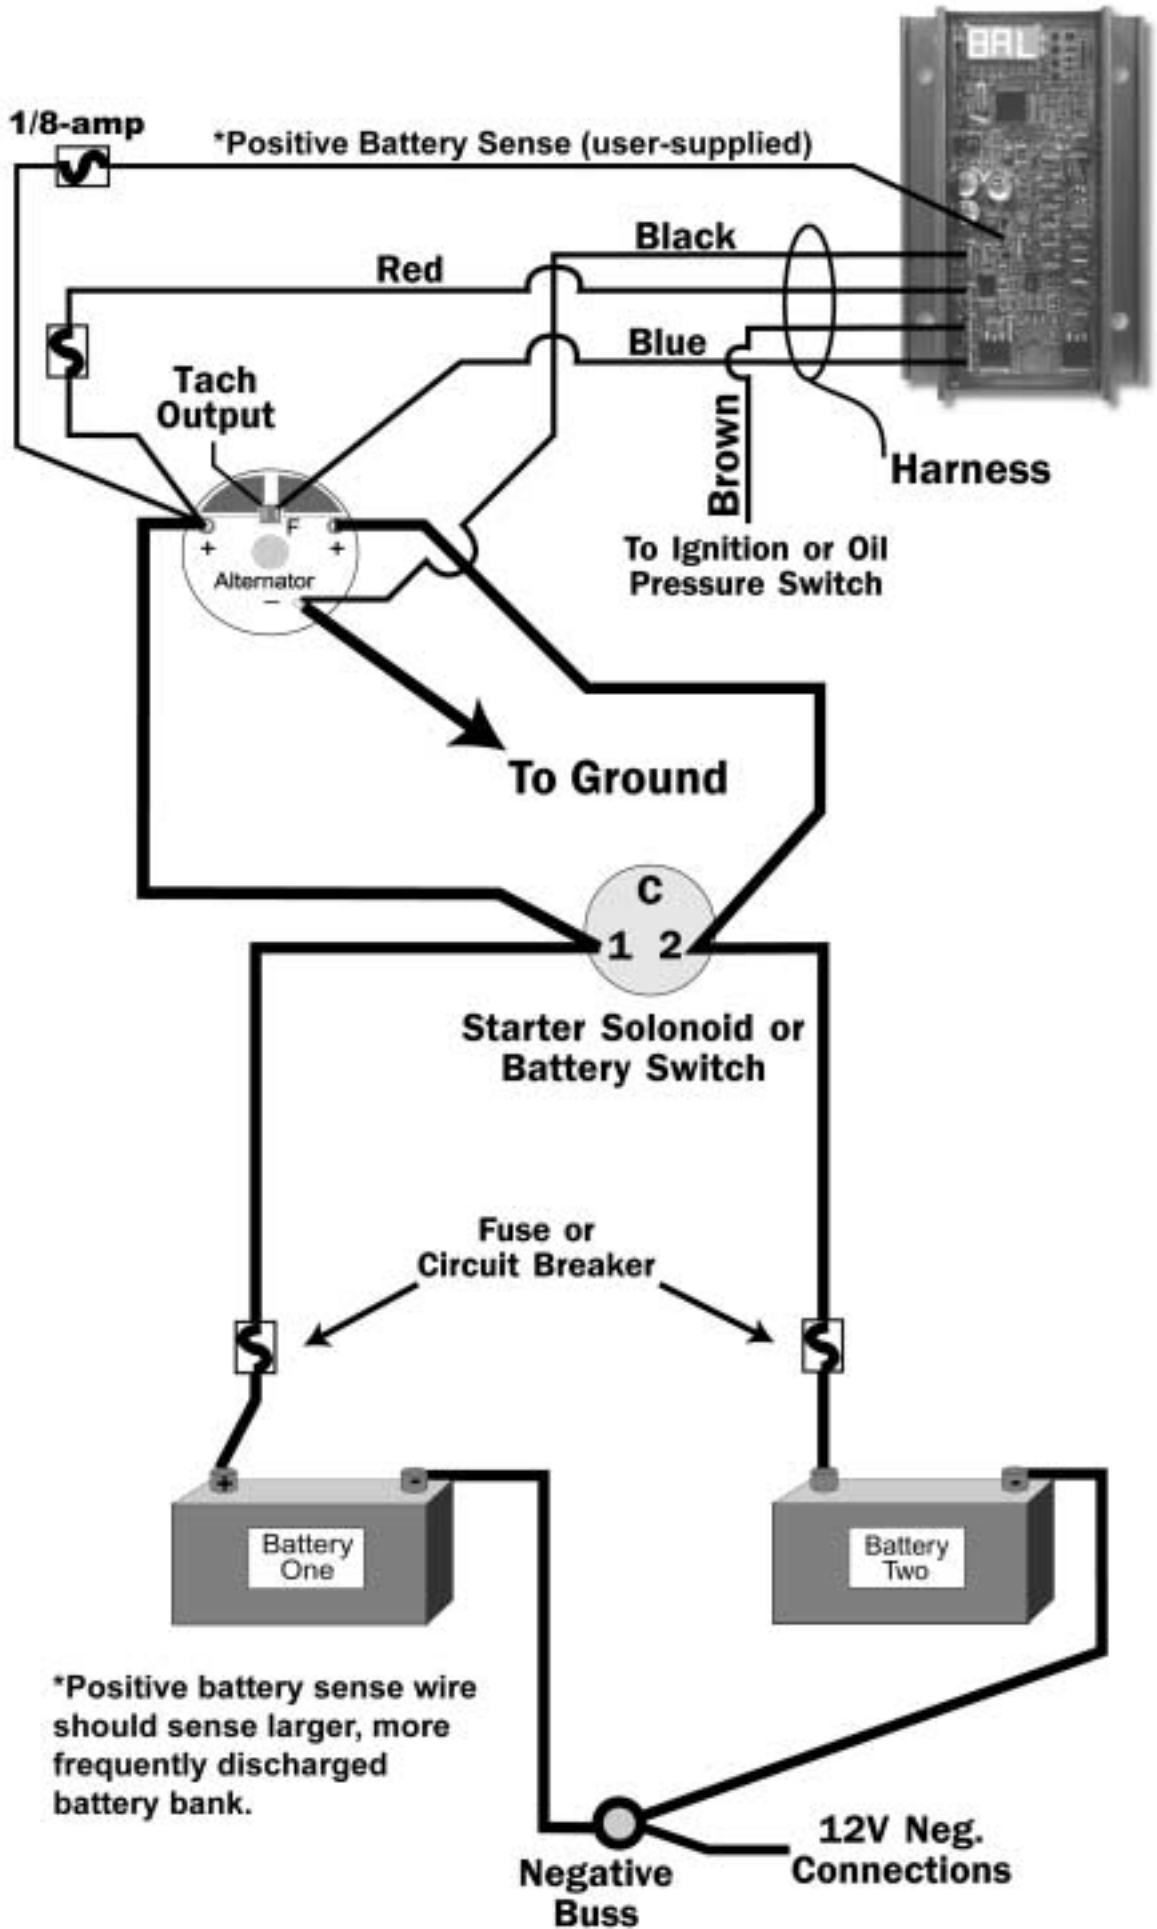 BAL
1/8-amp
*Positive Battery Sense (user-supplied)
Black
Red
Blue
Tach
Output
Brown
Harness
F
+ +
Alternator
–
To Ignition or Oil
Pressure Switch
To Ground
C
1 2
Starter Solonoid or
Battery Switch
Fuse or
Circuit Breaker
+ -
-
Battery
One
Battery
Two
*Positive battery sense wire
should sense larger, more
frequently discharged
battery bank.
12V Neg.
Connections
Negative
Buss